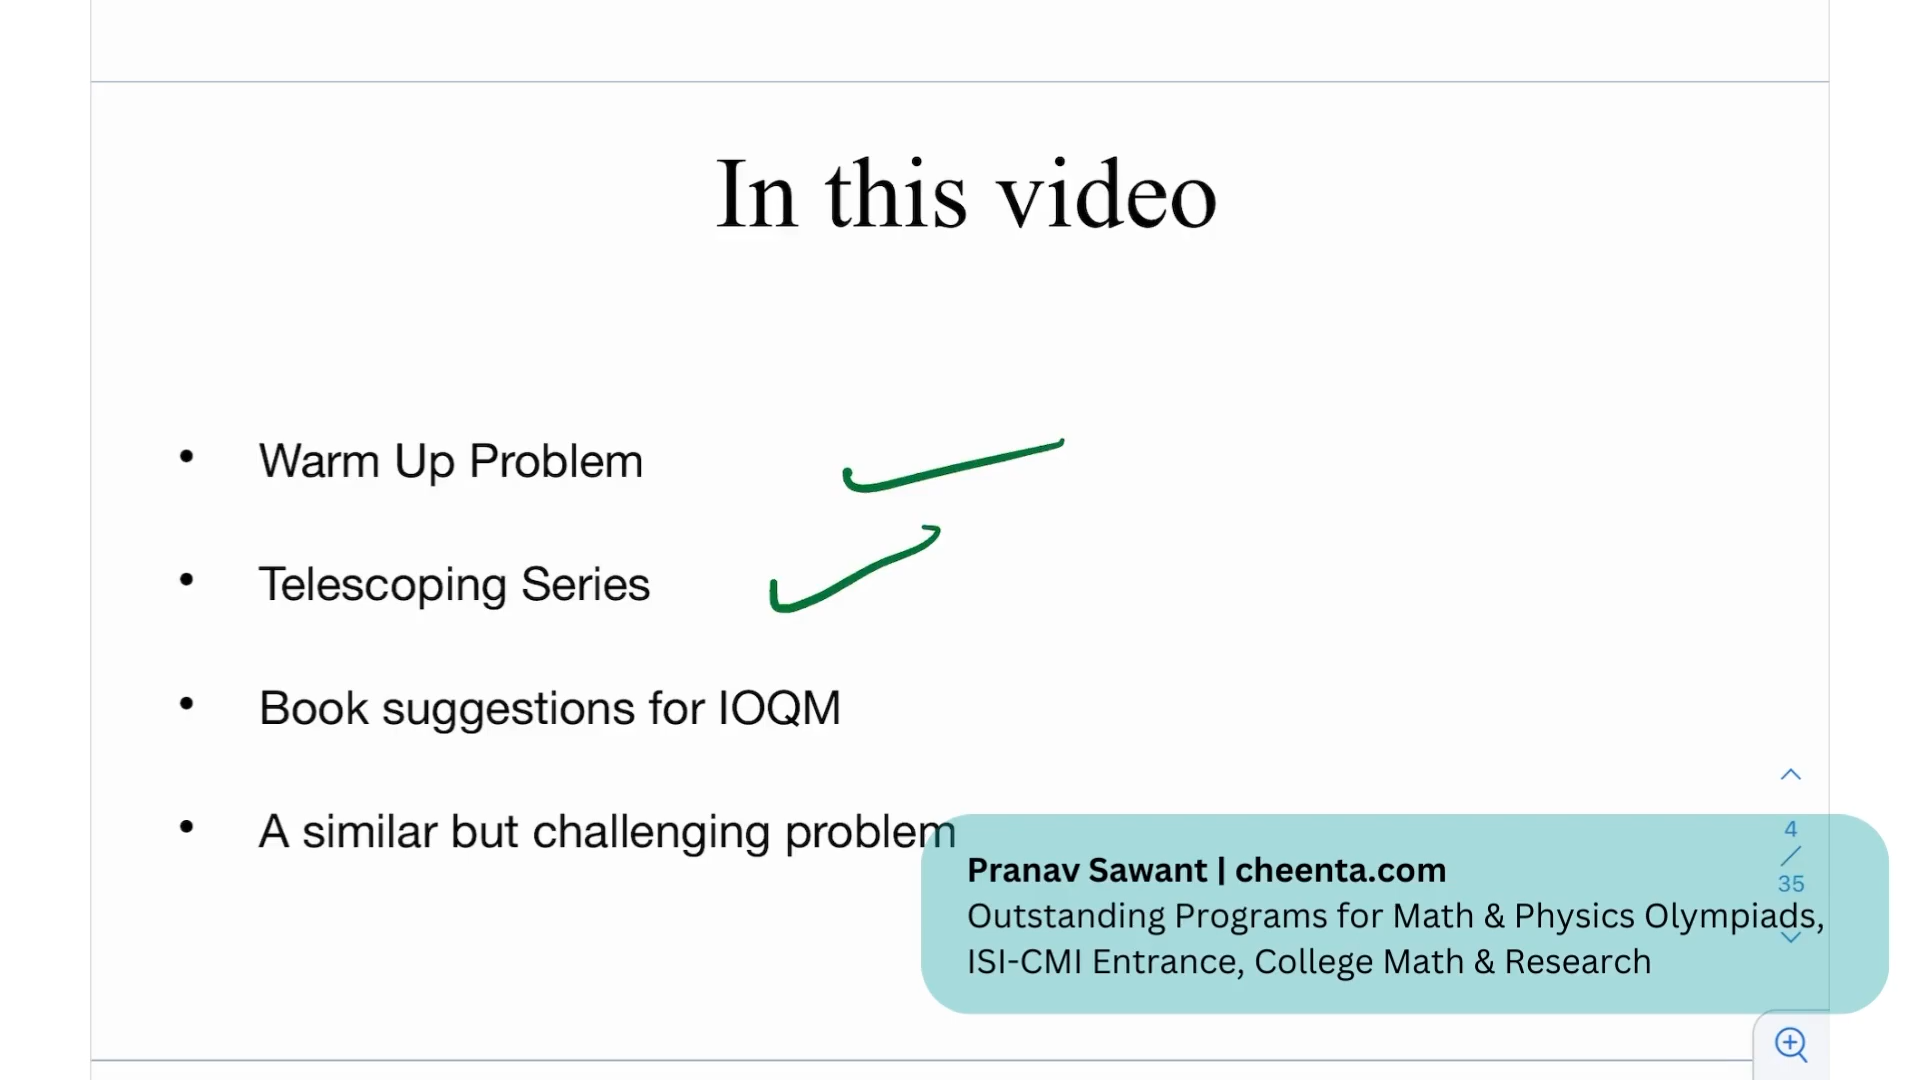 In this video
• Warm Up Problem
• Telescoping Series
• Book suggestions for IOQM
• A similar but challenging problem
4
/
35
Pranav Sawant | cheenta.com
Outstanding Programs for Math & Physics Olympiads,
ISI-CMI Entrance, College Math & Research